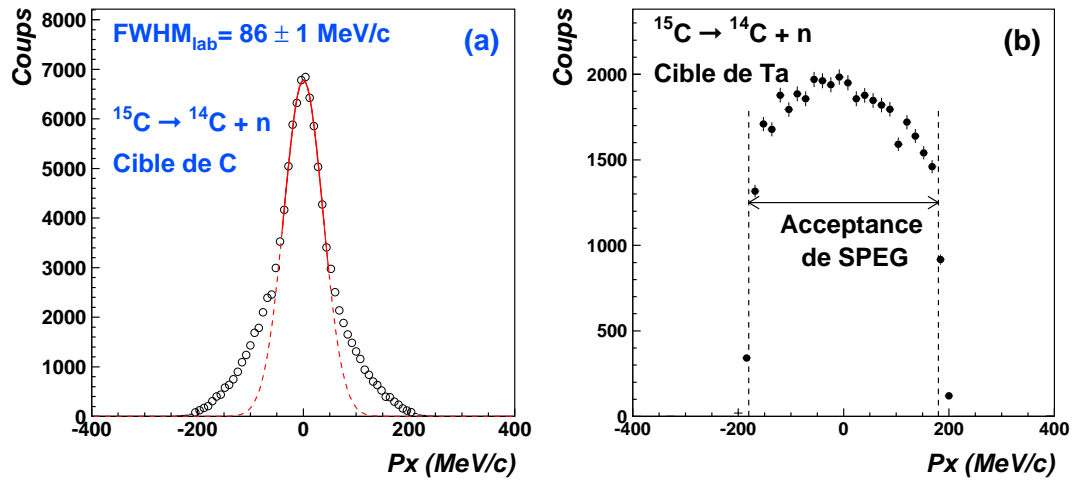 Coups
8000
7000
6000
5000
4000
3000
2000
1000
0
FWHM_lab= 86 ± 1 MeV/c
(a)
¹⁵C → ¹⁴C + n
Cible de C
-400
-200
0
200
400
Px (MeV/c)
Coups
2000
1500
1000
500
0
¹⁵C → ¹⁴C + n
(b)
Cible de Ta
Acceptance
de SPEG
-400
-200
0
200
400
Px (MeV/c)